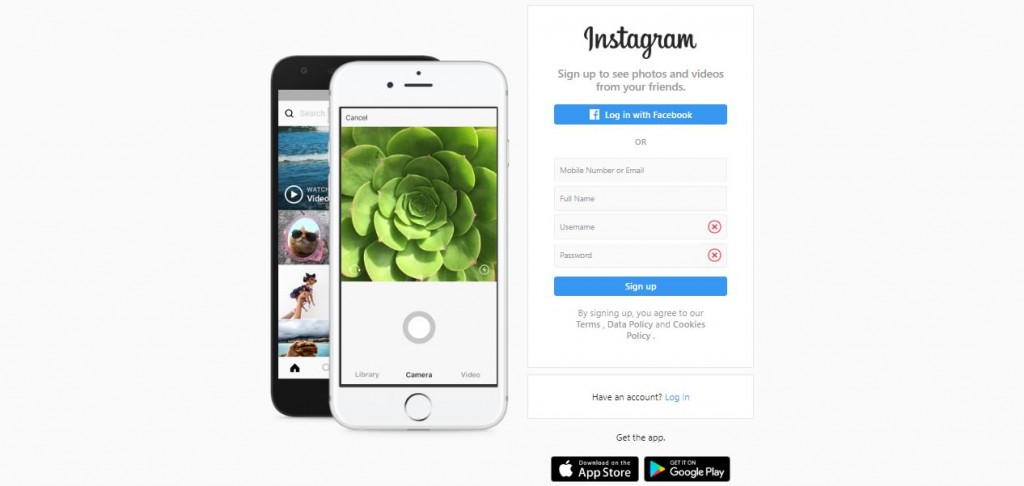 Search
WATCH
Video
Cancel
Library Camera Video
Instagram
Sign up to see photos and videos
from your friends.
Log in with Facebook
OR
Mobile Number or Email
Full Name
Username
Password
Sign up
By signing up, you agree to our
Terms , Data Policy and Cookies
Policy .
Have an account? Log In
Get the app.
Download on the
App Store
GET IT ON
Google Play